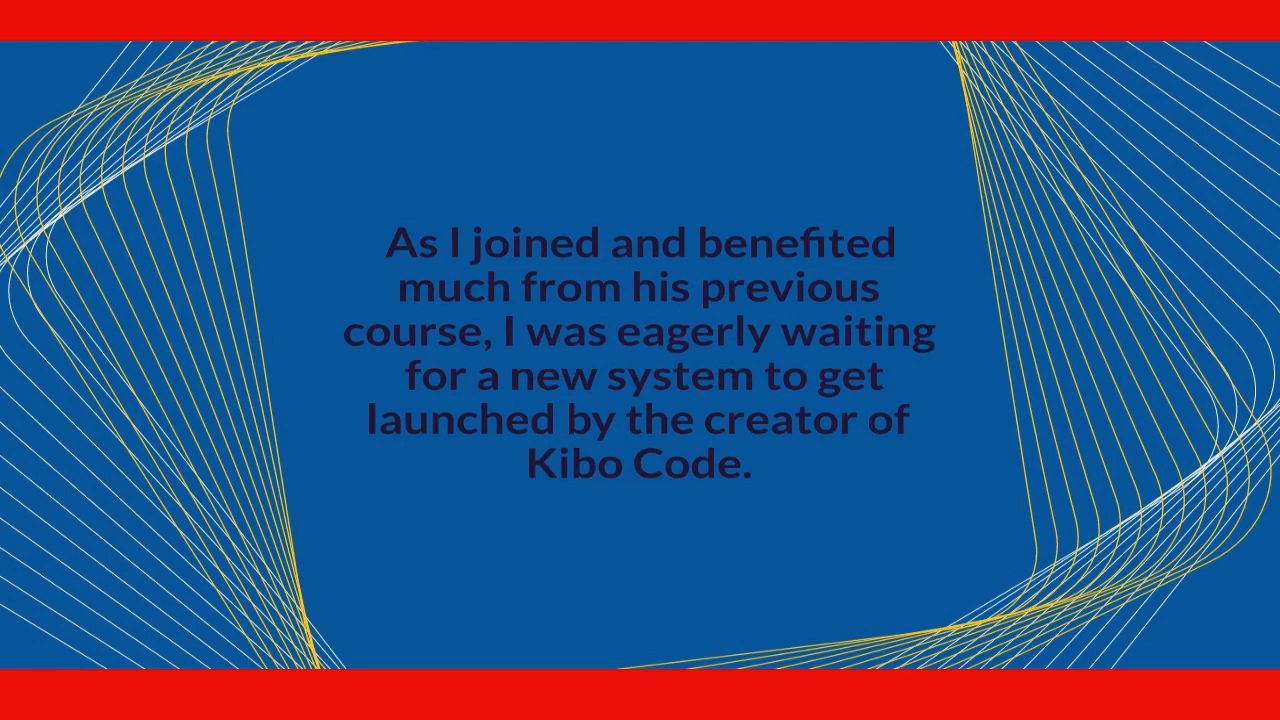 As I joined and benefited
much from his previous
course, I was eagerly waiting
for a new system to get
launched by the creator of
Kibo Code.